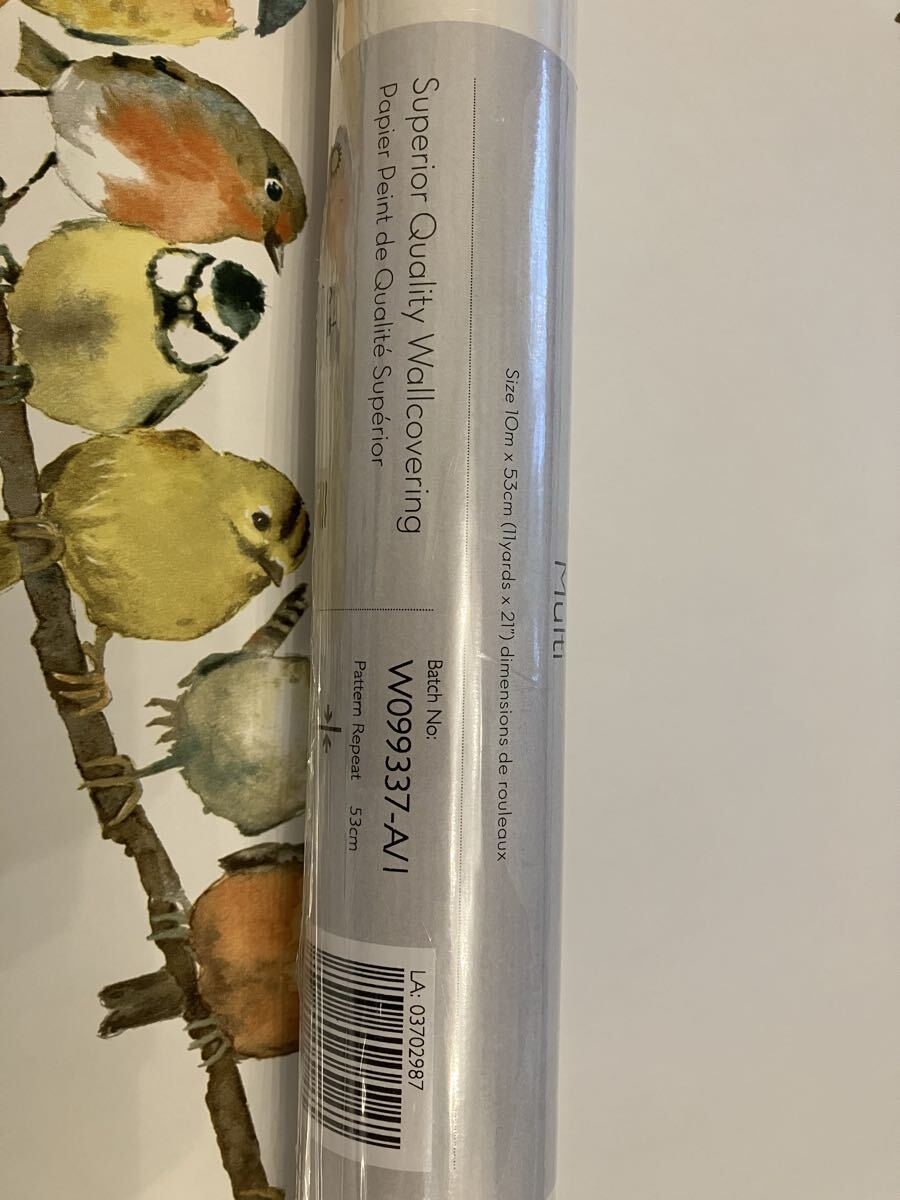 Multi
Size 10m x 53cm (11yards x 21") dimensions de rouleaux
Superior Quality Wallcovering
Papier Peint de Qualité Supérior
Batch No:
W099337-A/1
Pattern Repeat 53cm
LA: 03702987